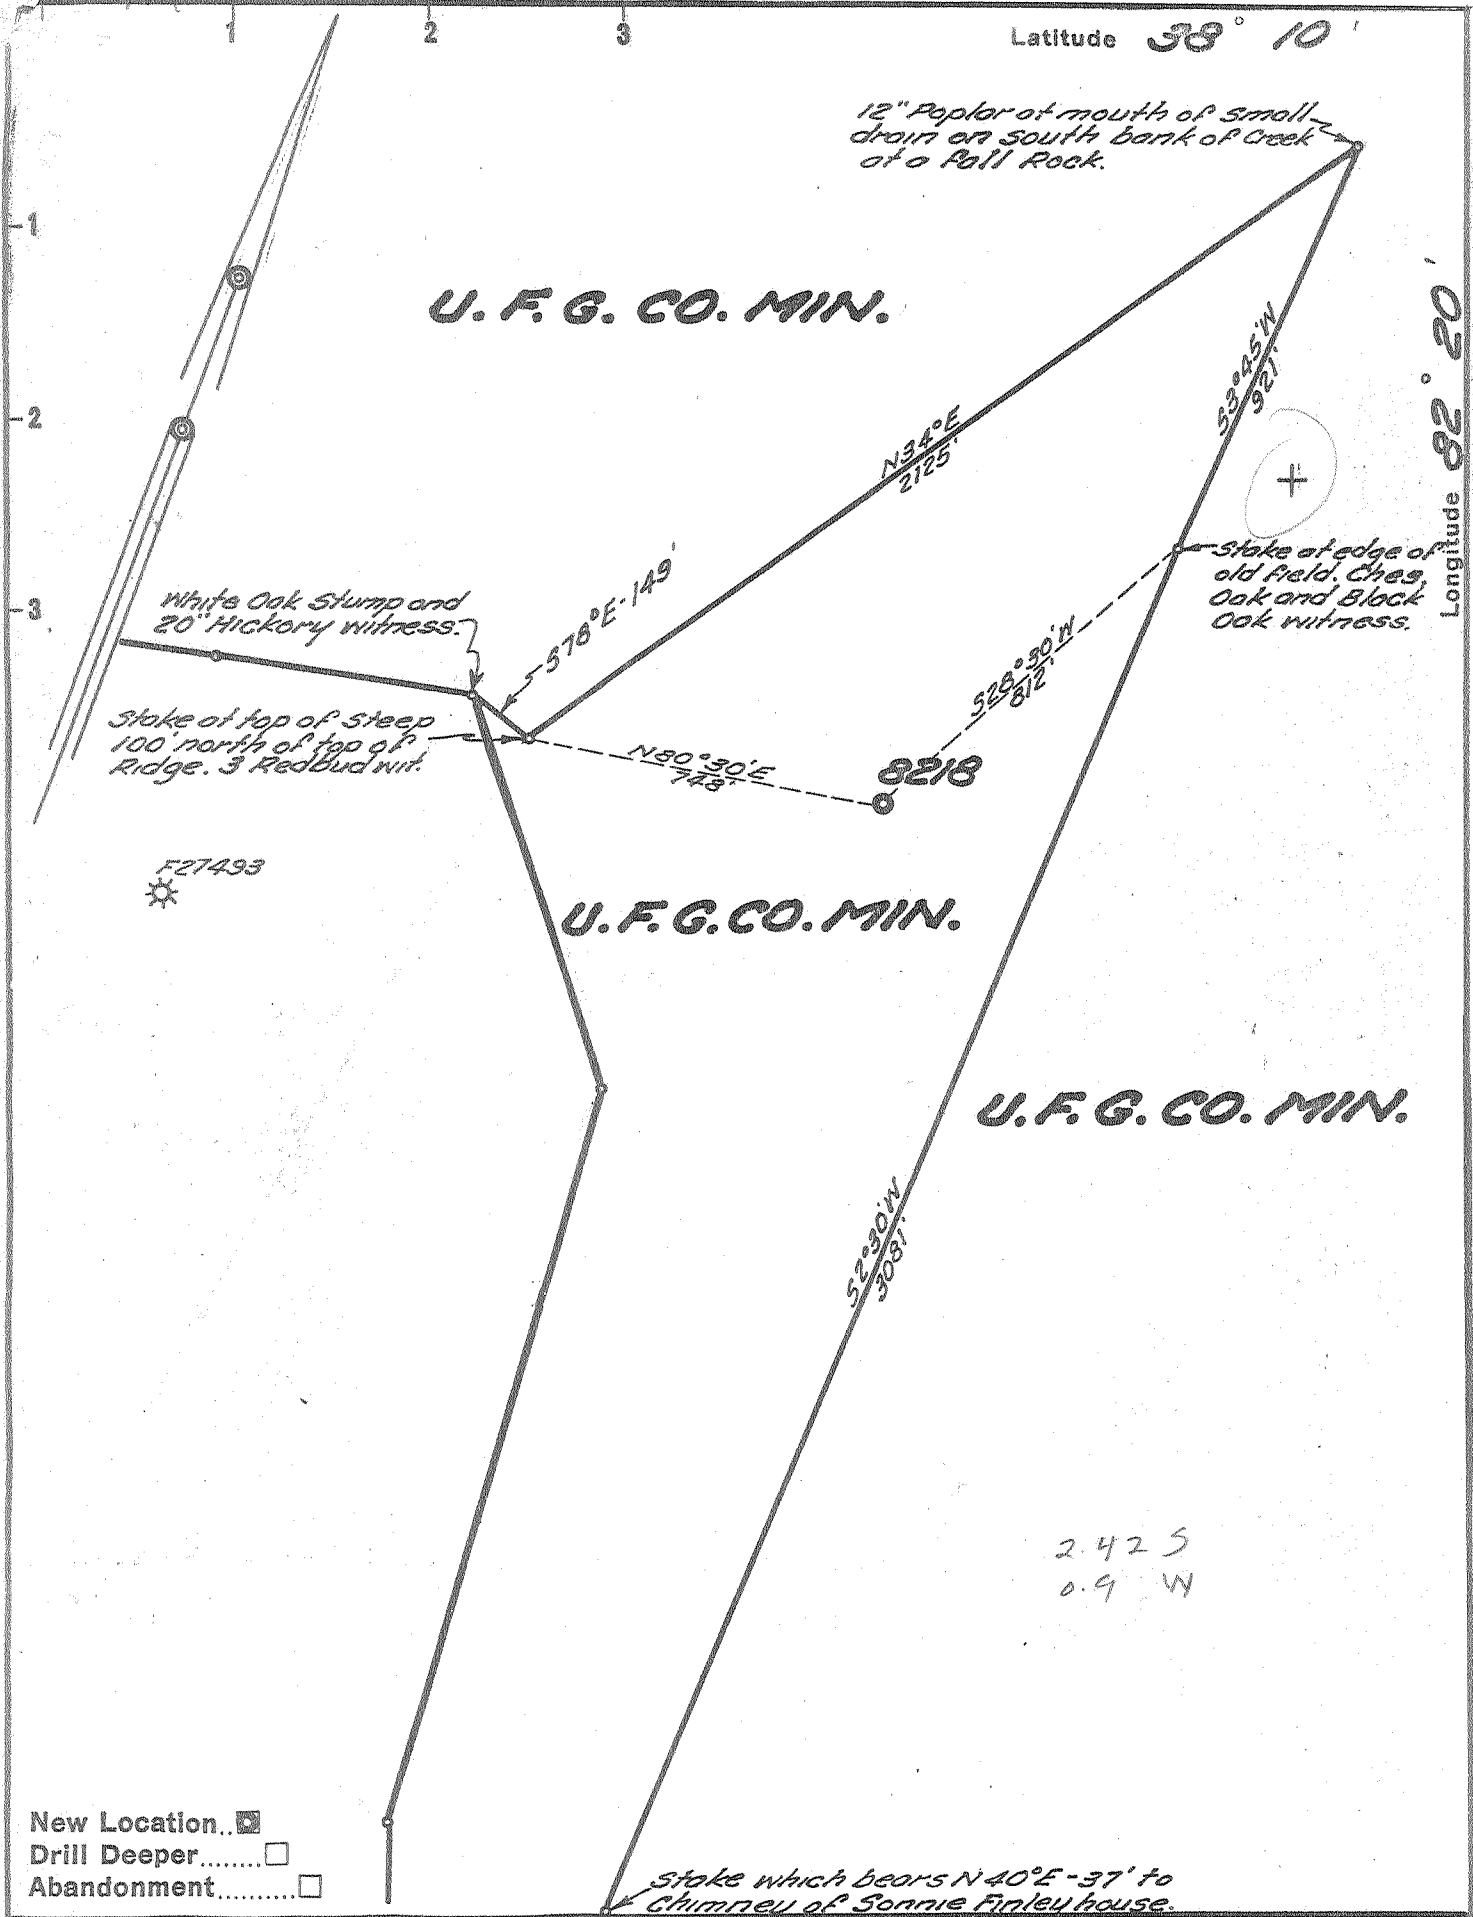 1 2 3
Latitude 38° 10'
12" Poplar at mouth of small
drain on south bank of Creek
at a fall Rock.
-1
U. F. G. CO. MIN.
Longitude 82° 20'
S3°45'W
921'
-2
N34°E
2125'
+
Stake at edge of
old field. Ches.
Oak and Black
Oak witness.
-3
White Oak Stump and
20" Hickory witness.
S78°E-149'
S28°30'W
812'
Stake at top of steep
100' north of top of
Ridge. 3 Redbud wit.
N80°30'E
748'
8218
F27493
U.F.G.CO.MIN.
U.F.G.CO.MIN.
S2°30'W
3081'
2.42 S
0.9 W
New Location..
Drill Deeper........
Abandonment..........
Stake which bears N40°E-37' to
Chimney of Sonnie Finley house.